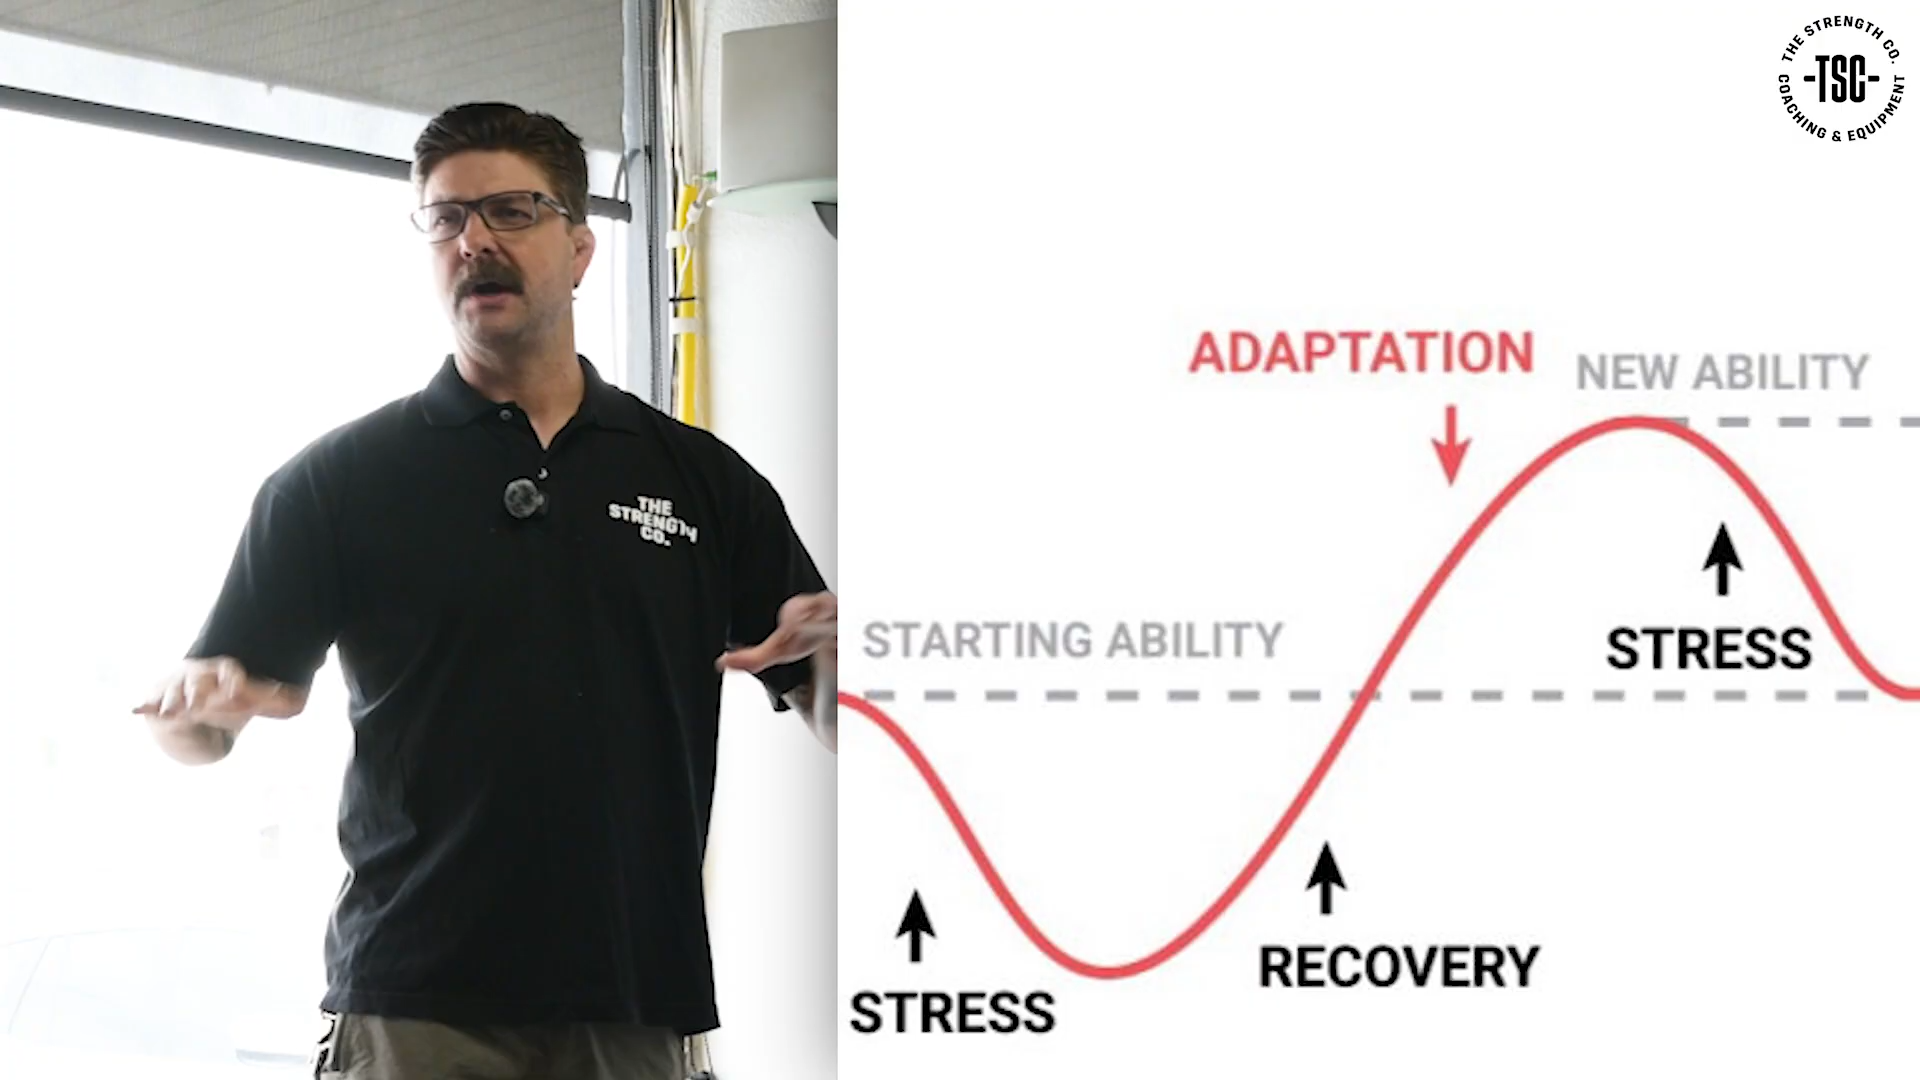 THE
STRENGTH
CO.
THE STRENGTH CO.
-TSC-
COACHING & EQUIPMENT
ADAPTATION
NEW ABILITY
STARTING ABILITY
STRESS
RECOVERY
STRESS